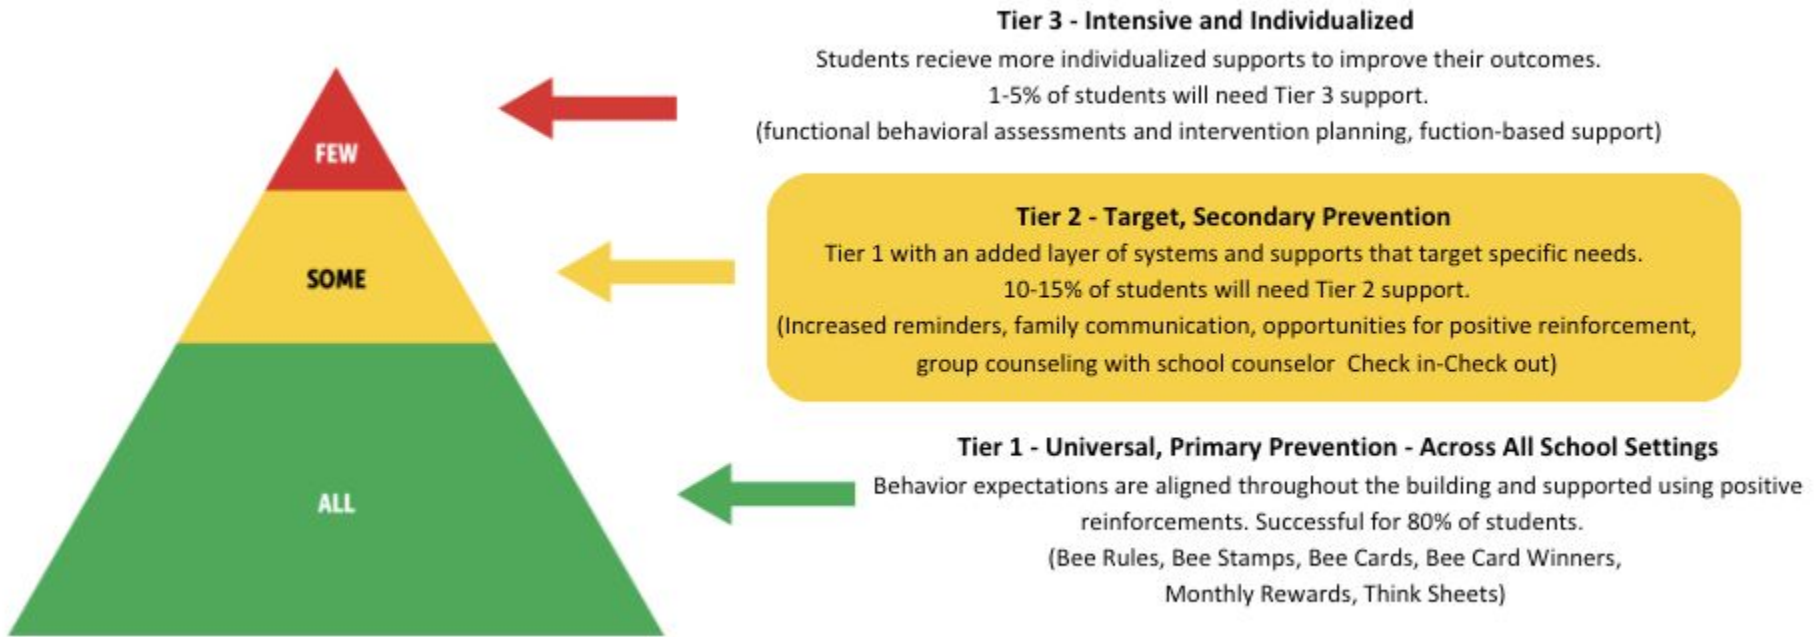 Tier 3 - Intensive and Individualized
Students recieve more individualized supports to improve their outcomes.
1-5% of students will need Tier 3 support.
(functional behavioral assessments and intervention planning, fuction-based support)
FEW
Tier 2 - Target, Secondary Prevention
Tier 1 with an added layer of systems and supports that target specific needs.
10-15% of students will need Tier 2 support.
(Increased reminders, family communication, opportunities for positive reinforcement,
group counseling with school counselor  Check in-Check out)
SOME
Tier 1 - Universal, Primary Prevention - Across All School Settings
Behavior expectations are aligned throughout the building and supported using positive
reinforcements. Successful for 80% of students.
(Bee Rules, Bee Stamps, Bee Cards, Bee Card Winners,
Monthly Rewards, Think Sheets)
ALL